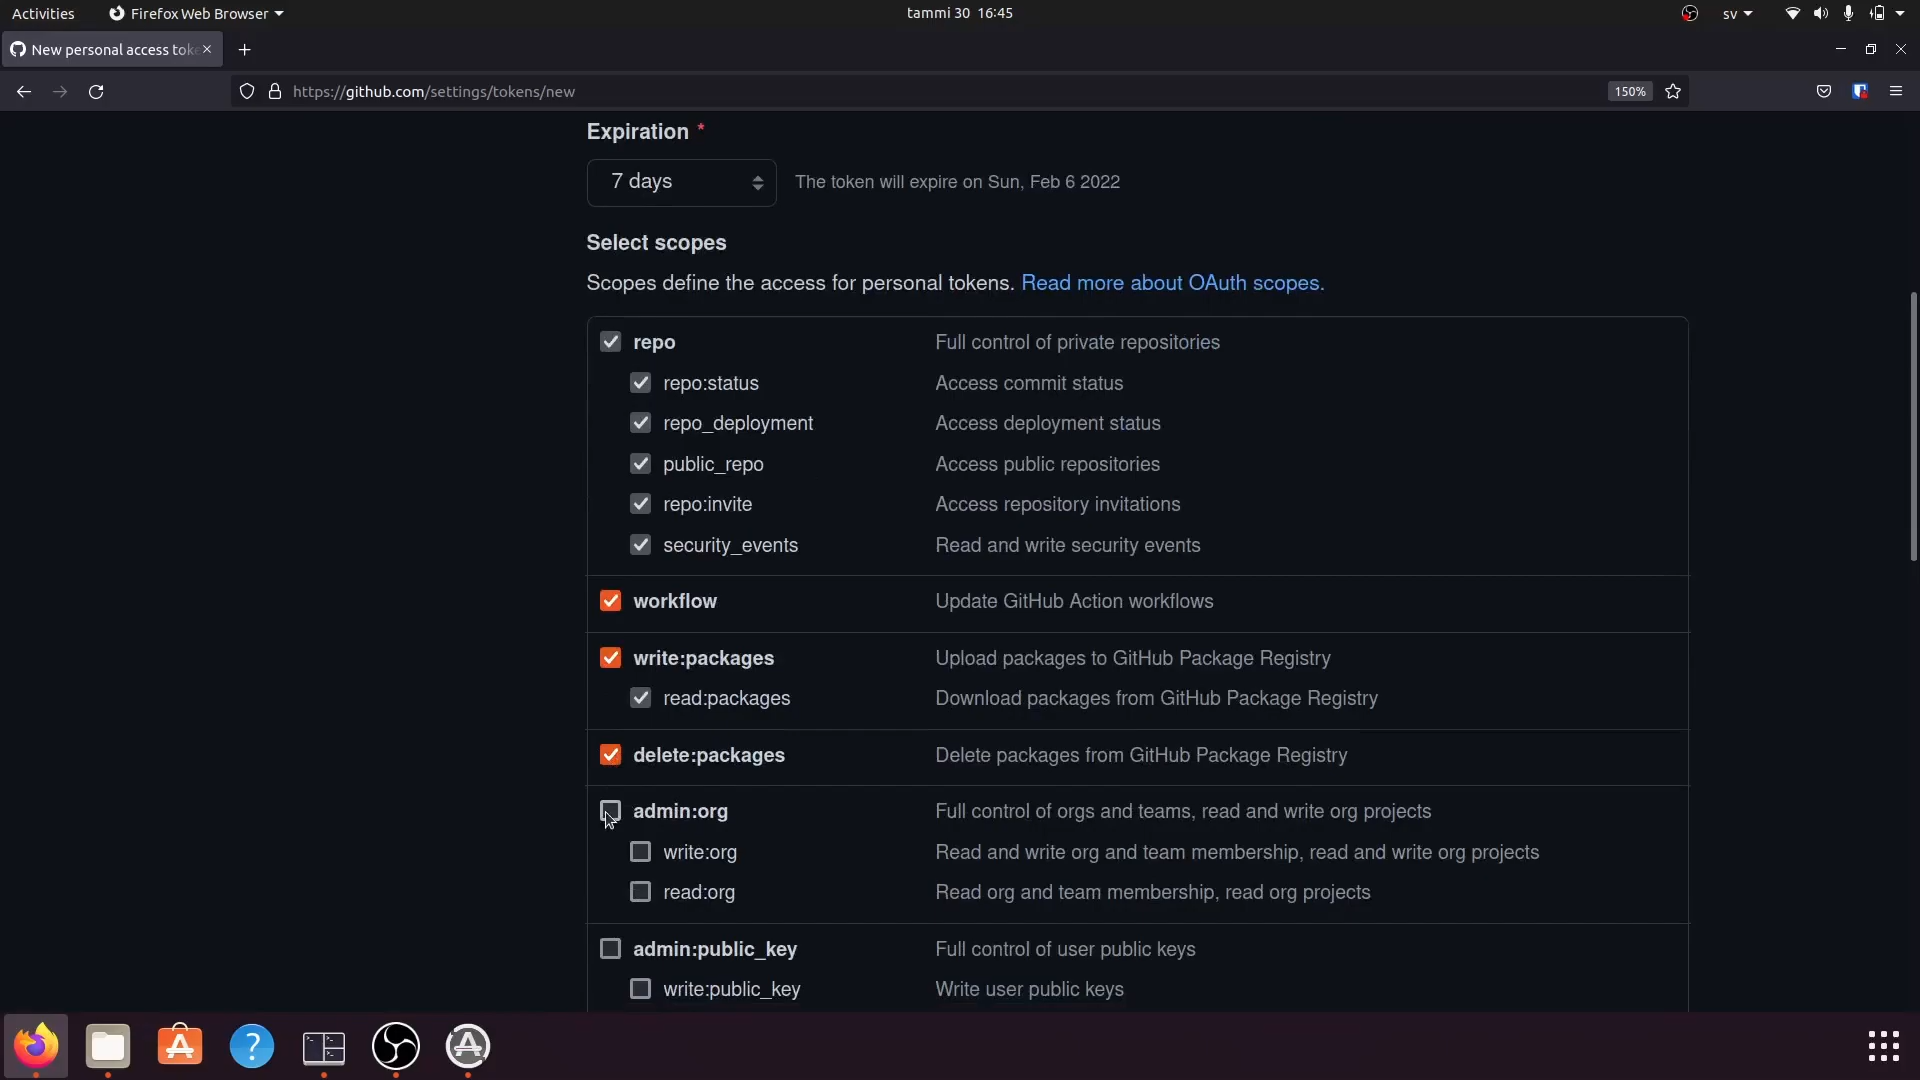 Activities Firefox Web Browser tammi 30 16:45 sv
New personal access toke
https://github.com/settings/tokens/new 150%
Expiration *
7 days The token will expire on Sun, Feb 6 2022
Select scopes
Scopes define the access for personal tokens. Read more about OAuth scopes.
repo Full control of private repositories
repo:status Access commit status
repo_deployment Access deployment status
public_repo Access public repositories
repo:invite Access repository invitations
security_events Read and write security events
workflow Update GitHub Action workflows
write:packages Upload packages to GitHub Package Registry
read:packages Download packages from GitHub Package Registry
delete:packages Delete packages from GitHub Package Registry
admin:org Full control of orgs and teams, read and write org projects
write:org Read and write org and team membership, read and write org projects
read:org Read org and team membership, read org projects
admin:public_key Full control of user public keys
write:public_key Write user public keys